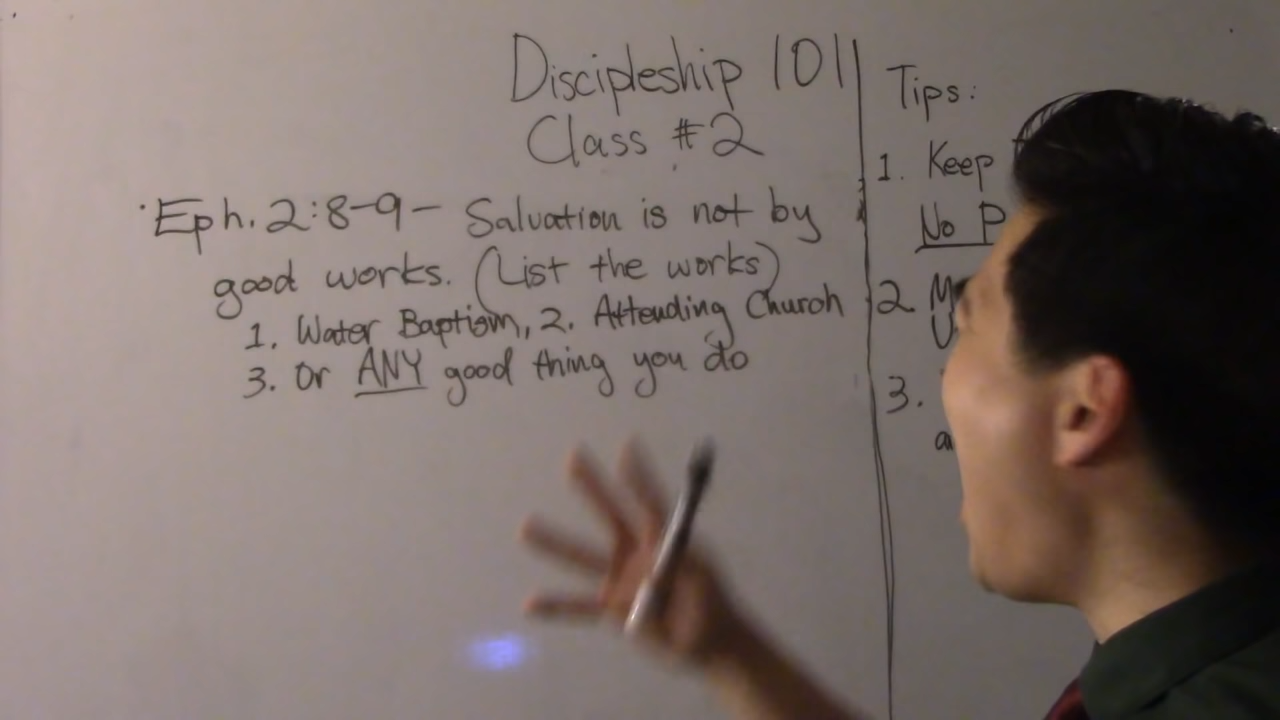 Discipleship 101
Class #2
· Eph. 2:8-9 - Salvation is not by
good works. (List the works)
1. Water Baptism, 2. Attending Church
3. Or ANY good thing you do
Tips:
1. Keep
No P
2
3.